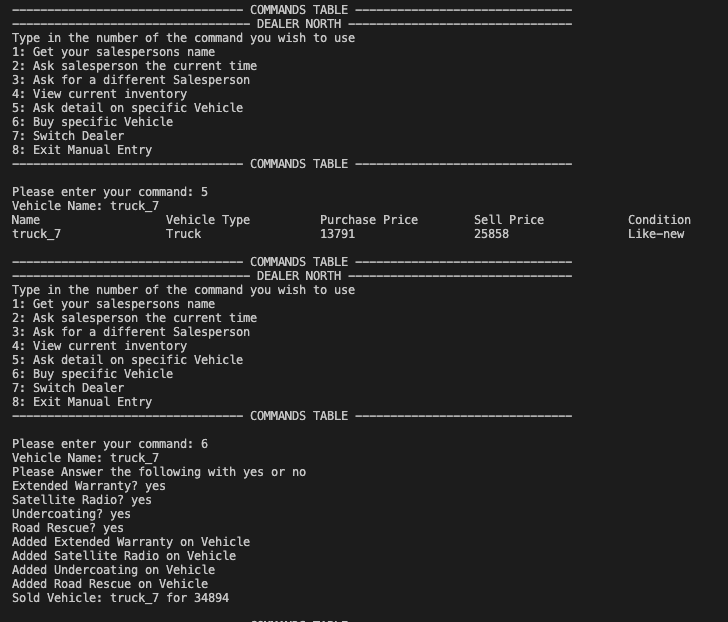 --------------------------------- COMMANDS TABLE -------------------------------
---------------------------------- DEALER NORTH --------------------------------
Type in the number of the command you wish to use
1: Get your salespersons name
2: Ask salesperson the current time
3: Ask for a different Salesperson
4: View current inventory
5: Ask detail on specific Vehicle
6: Buy specific Vehicle
7: Switch Dealer
8: Exit Manual Entry
--------------------------------- COMMANDS TABLE -------------------------------
Please enter your command: 5
Vehicle Name: truck_7
Name Vehicle Type Purchase Price Sell Price Condition
truck_7 Truck 13791 25858 Like-new
--------------------------------- COMMANDS TABLE -------------------------------
---------------------------------- DEALER NORTH --------------------------------
Type in the number of the command you wish to use
1: Get your salespersons name
2: Ask salesperson the current time
3: Ask for a different Salesperson
4: View current inventory
5: Ask detail on specific Vehicle
6: Buy specific Vehicle
7: Switch Dealer
8: Exit Manual Entry
--------------------------------- COMMANDS TABLE -------------------------------
Please enter your command: 6
Vehicle Name: truck_7
Please Answer the following with yes or no
Extended Warranty? yes
Satellite Radio? yes
Undercoating? yes
Road Rescue? yes
Added Extended Warranty on Vehicle
Added Satellite Radio on Vehicle
Added Undercoating on Vehicle
Added Road Rescue on Vehicle
Sold Vehicle: truck_7 for 34894